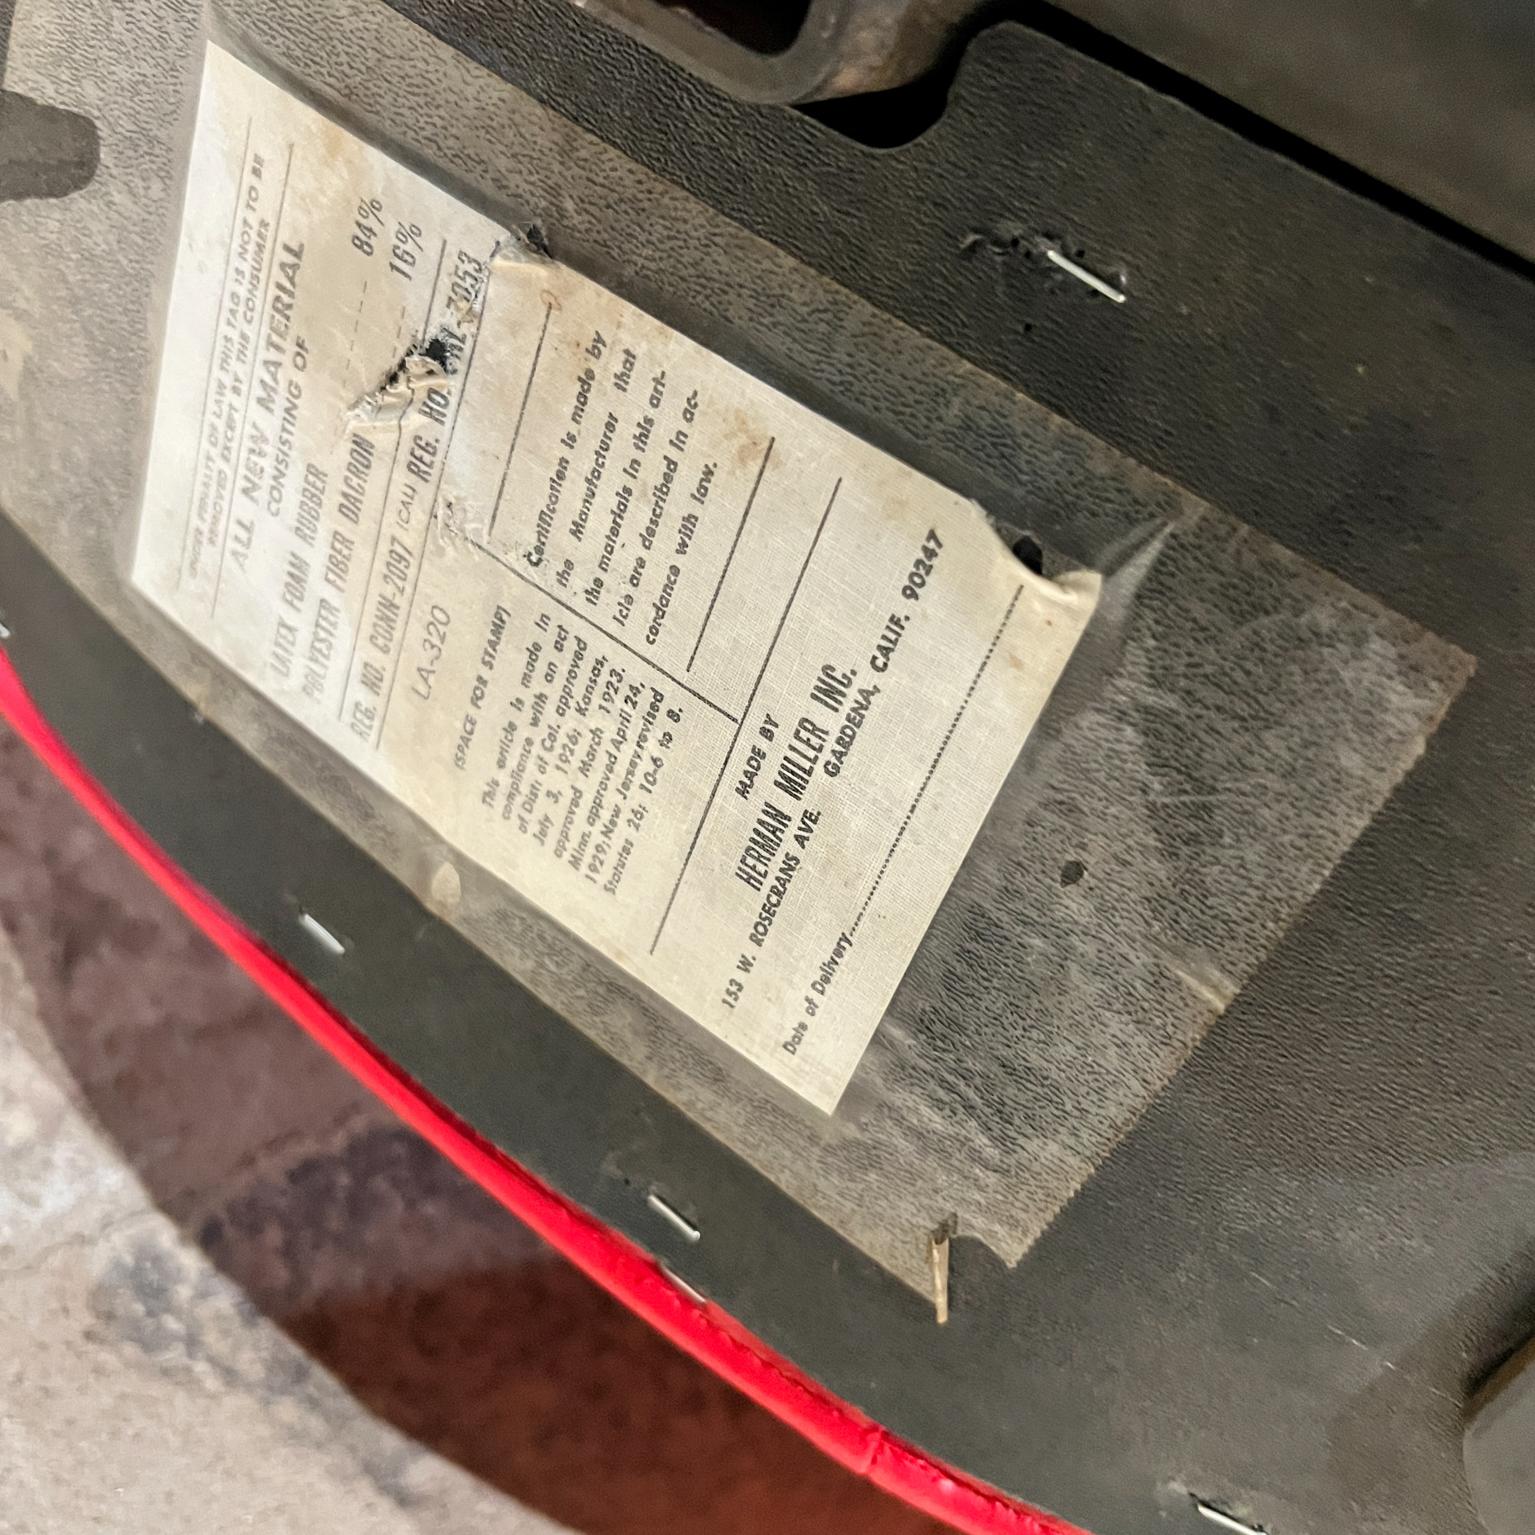 UNDER PENALTY OF LAW THIS TAG IS NOT TO BE
REMOVED EXCEPT BY THE CONSUMER
ALL NEW MATERIAL
CONSISTING OF
LATEX FOAM RUBBER 84%
POLYESTER FIBER DACRON 16%
REG. NO. CONN-2097 (CAL) REG. NO. 7053
LA-320
(SPACE FOR STAMP)
This article is made in
compliance with an act
of Dist. of Col. approved
July 3, 1926; Kansas,
approved March 1923.
Minn. approved April 24,
1929; New Jersey revised
Statutes 26; 10-6 to 8.
Certification is made by
the Manufacturer that
the materials in this art-
icle are described in ac-
cordance with law.
MADE BY
HERMAN MILLER INC.
153 W. ROSECRANS AVE. GARDENA, CALIF. 90247
Date of Delivery